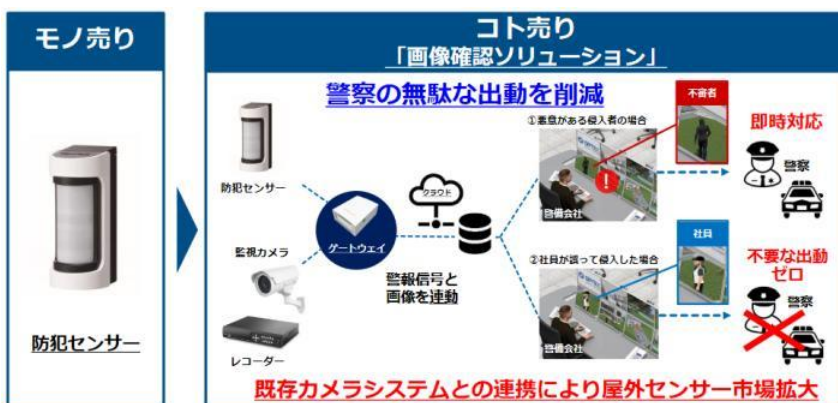 モノ売り
防犯センサー
コト売り
「画像確認ソリューション」
警察の無駄な出動を削減
防犯センサー
監視カメラ
レコーダー
ゲートウェイ
クラウド
警報信号と
画像を連動
①悪意がある侵入者の場合
不審者
!
警備会社
即時対応
警察
②社員が誤って侵入した場合
社員
警備会社
不要な出動
ゼロ
警察
既存カメラシステムとの連携により屋外センサー市場拡大